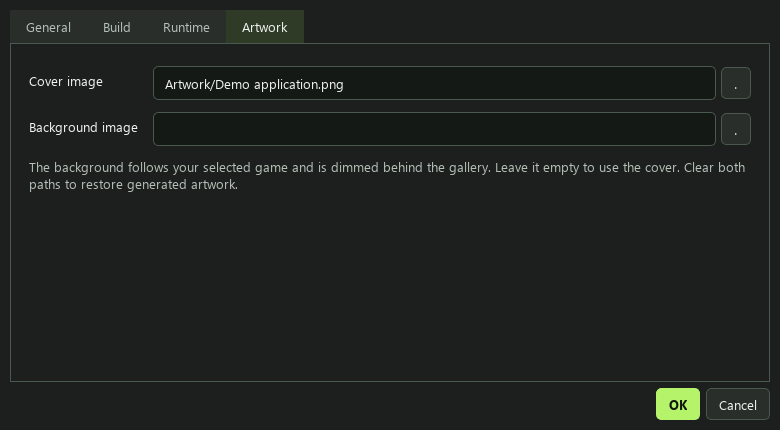 General Build Runtime Artwork
Cover image Artwork/Demo application.png .
Background image .
The background follows your selected game and is dimmed behind the gallery. Leave it empty to use the cover. Clear both
paths to restore generated artwork.
OK Cancel